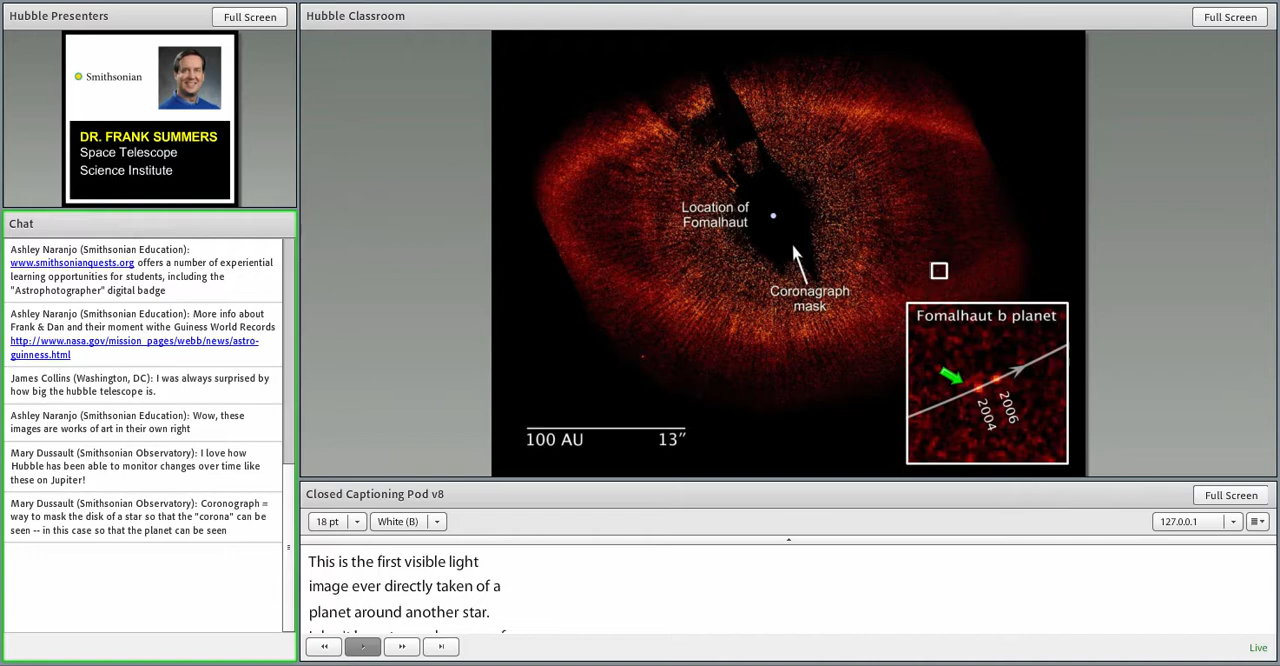 Hubble Presenters
Full Screen
Smithsonian
DR. FRANK SUMMERS
Space Telescope
Science Institute
Chat
Ashley Naranjo (Smithsonian Education):
www.smithsonianquests.org offers a number of experiential
learning opportunities for students, including the
"Astrophotographer" digital badge
Ashley Naranjo (Smithsonian Education): More info about
Frank & Dan and their moment withe Guiness World Records
http://www.nasa.gov/mission_pages/webb/news/astro-
guinness.html
James Collins (Washington, DC): I was always surprised by
how big the hubble telescope is.
Ashley Naranjo (Smithsonian Education): Wow, these
images are works of art in their own right
Mary Dussault (Smithsonian Observatory): I love how
Hubble has been able to monitor changes over time like
these on Jupiter!
Mary Dussault (Smithsonian Observatory): Coronograph =
way to mask the disk of a star so that the "corona" can be
seen -- in this case so that the planet can be seen
Hubble Classroom
Full Screen
Location of
Fomalhaut
Coronagraph
mask
100 AU
13"
Fomalhaut b planet
2004
2006
Closed Captioning Pod v8
Full Screen
18 pt
White (B)
127.0.0.1
This is the first visible light
image ever directly taken of a
planet around another star.
Live